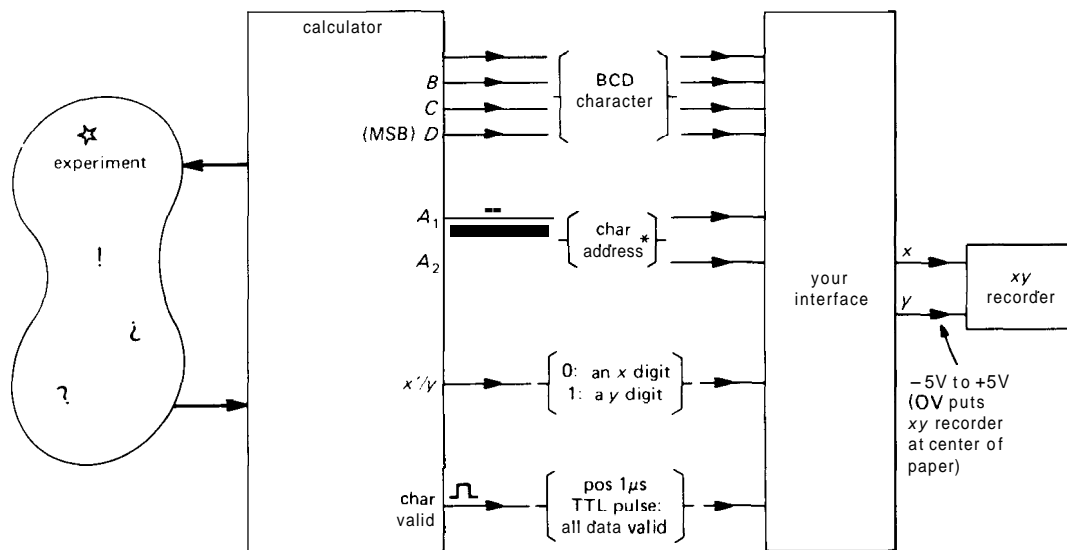 calculator
B
C
(MSB) D
BCD
character
experiment
!
¿
?
A1
A2
char
address*
x'/y
0: an x digit
1: a y digit
char
valid
pos 1μs
TTL pulse:
all data valid
your
interface
x
y
xy
recorder
−5V to +5V
(0V puts
xy recorder
at center of
paper)